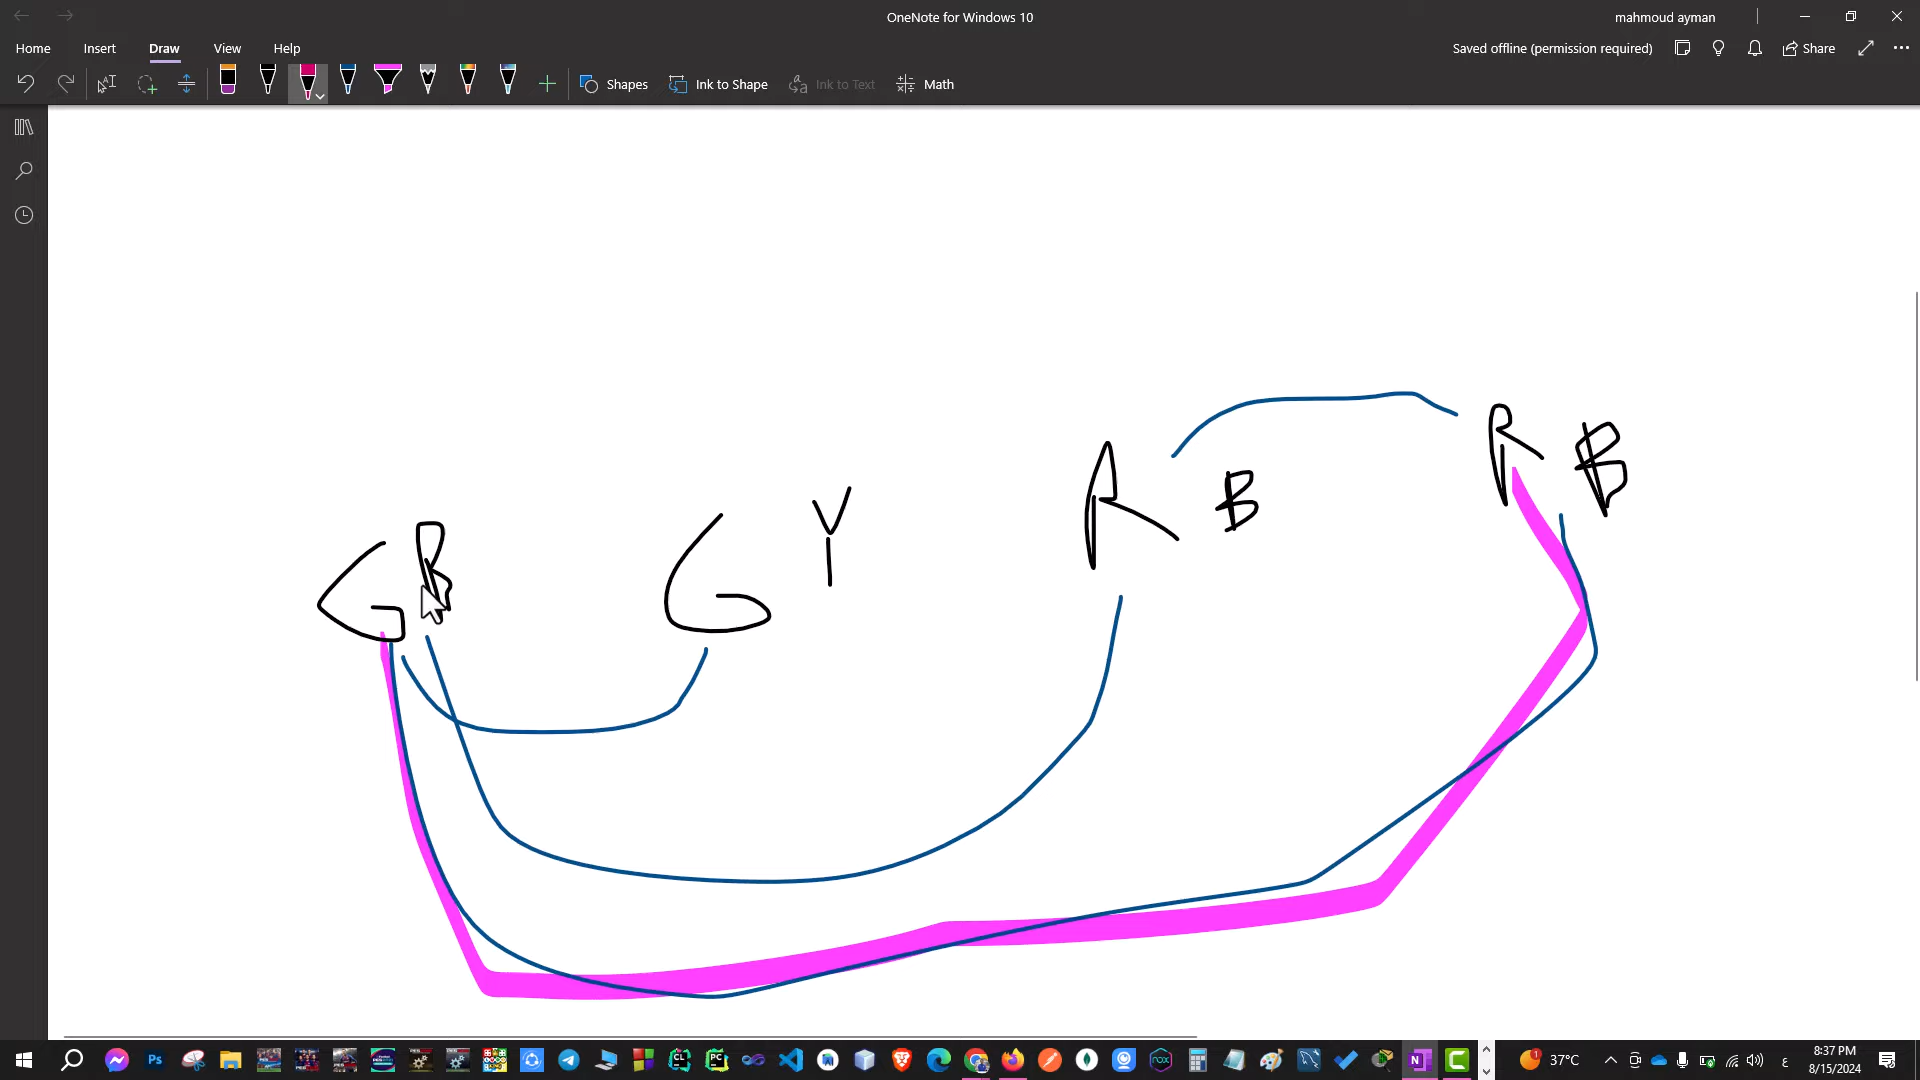 OneNote for Windows 10
mahmoud ayman
Home Insert Draw View Help
Saved offline (permission required) Share
Shapes Ink to Shape Ink to Text Math
G R G Y R B R B
37°C
ع
8:37 PM
8/15/2024